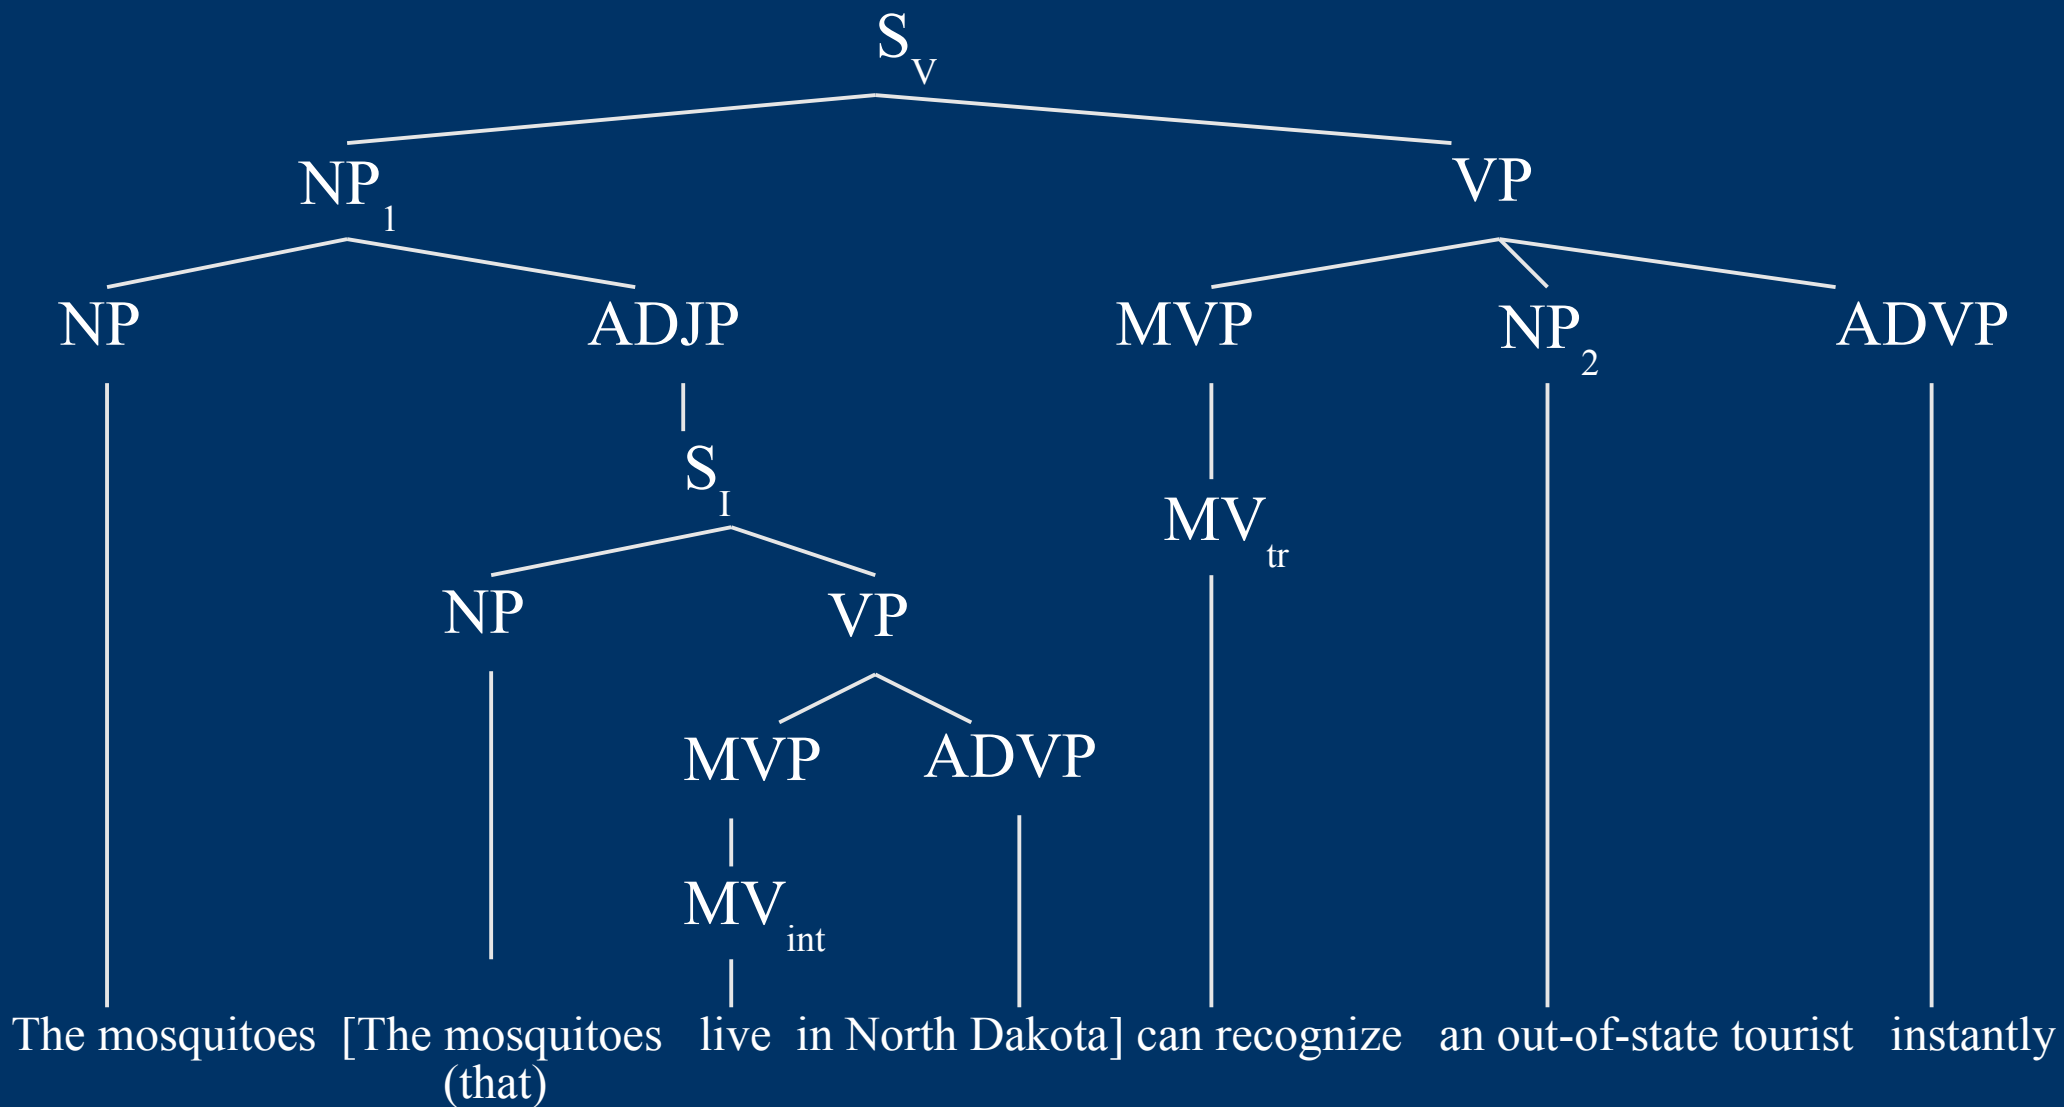 S_V
NP_1 VP
NP ADJP MVP NP_2 ADVP
S_I
MV_tr
NP VP
MVP ADVP
MV_int
The mosquitoes [The mosquitoes live in North Dakota] can recognize an out-of-state tourist instantly
(that)